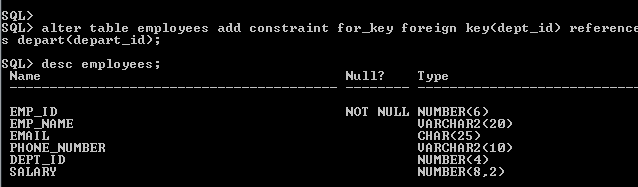 SQL>
SQL> alter table employees add constraint for_key foreign key(dept_id) reference
s depart(depart_id);
SQL> desc employees;
Name Null? Type
----------------------------------------- -------- ----------------------------
EMP_ID NOT NULL NUMBER(6)
EMP_NAME VARCHAR2(20)
EMAIL CHAR(25)
PHONE_NUMBER VARCHAR2(10)
DEPT_ID NUMBER(4)
SALARY NUMBER(8,2)